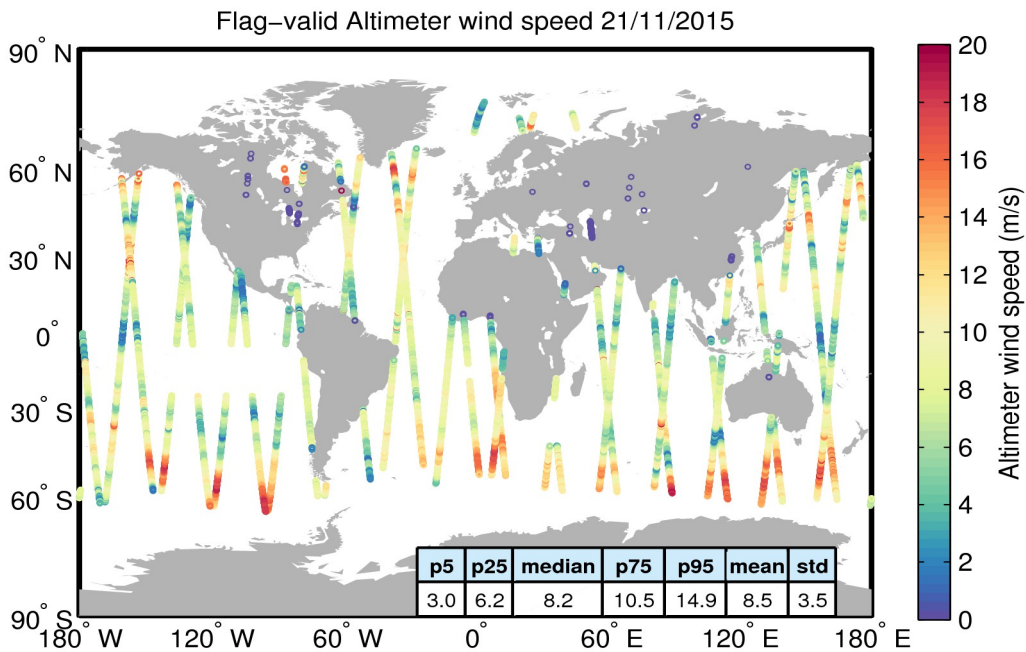 Flag−valid Altimeter wind speed 21/11/2015
90° N
60° N
30° N
0°
30° S
60° S
90° S
180° W
120° W
60° W
0°
60° E
120° E
180° E
p5 p25 median p75 p95 mean std
3.0 6.2 8.2 10.5 14.9 8.5 3.5
20
18
16
14
12
10
8
6
4
2
0
Altimeter wind speed (m/s)